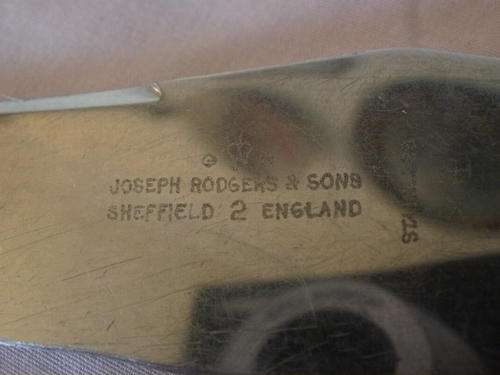 G R
JOSEPH RODGERS & SONS
SHEFFIELD 2 ENGLAND